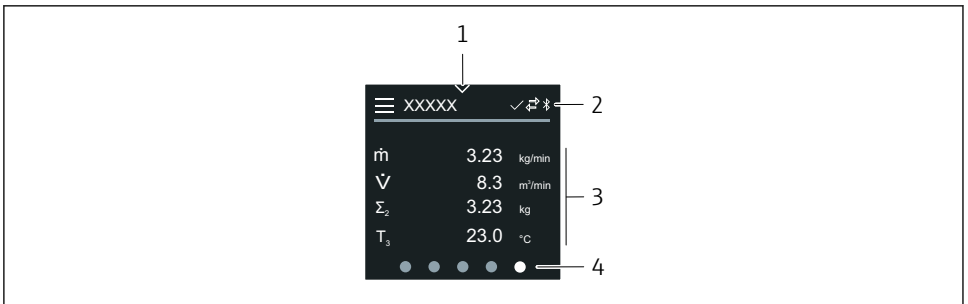 1
XXXXX 2
ṁ 3.23 kg/min
V̇ 8.3 m³/min
Σ₂ 3.23 kg
T₃ 23.0 °C
3
4